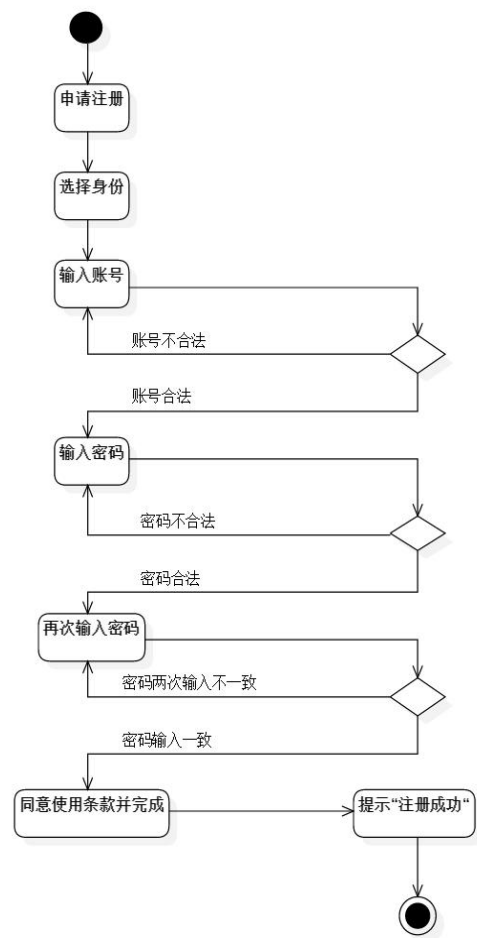 申请注册
选择身份
输入账号
账号不合法
账号合法
输入密码
密码不合法
密码合法
再次输入密码
密码两次输入不一致
密码输入一致
同意使用条款并完成
提示“注册成功“